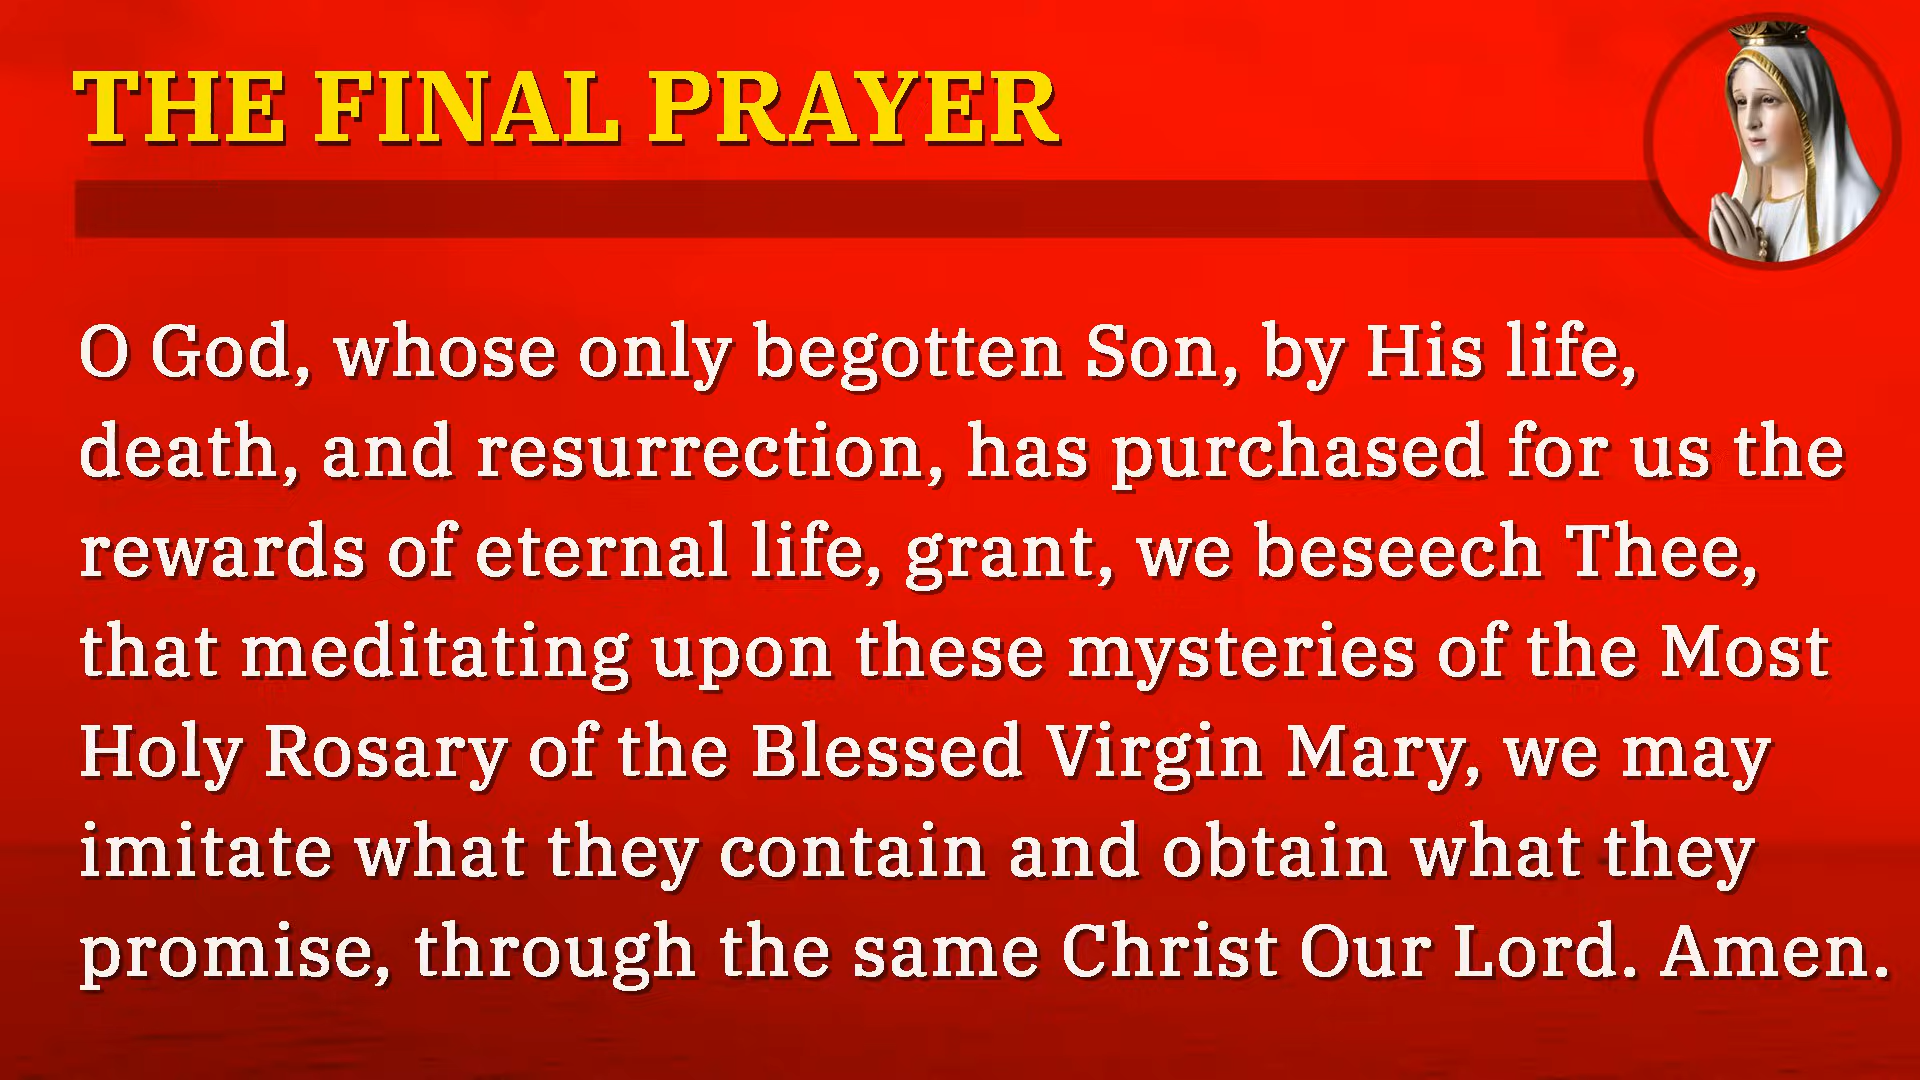 THE FINAL PRAYER
O God, whose only begotten Son, by His life,
death, and resurrection, has purchased for us the
rewards of eternal life, grant, we beseech Thee,
that meditating upon these mysteries of the Most
Holy Rosary of the Blessed Virgin Mary, we may
imitate what they contain and obtain what they
promise, through the same Christ Our Lord. Amen.